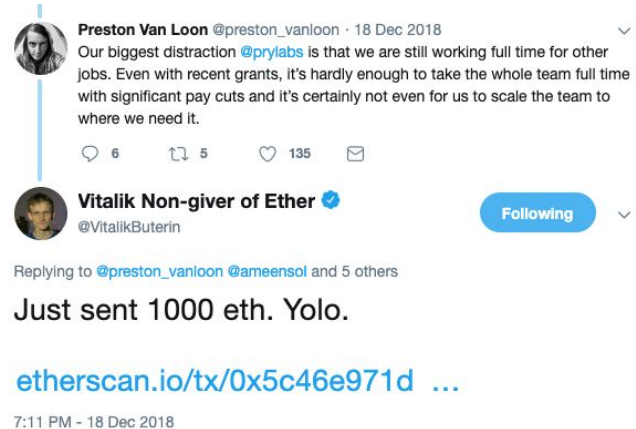 Preston Van Loon @preston_vanloon · 18 Dec 2018
Our biggest distraction @prylabs is that we are still working full time for other
jobs. Even with recent grants, it's hardly enough to take the whole team full time
with significant pay cuts and it's certainly not even for us to scale the team to
where we need it.
6 5 135
Vitalik Non-giver of Ether
@VitalikButerin
Following
Replying to @preston_vanloon @ameensol and 5 others
Just sent 1000 eth. Yolo.
etherscan.io/tx/0x5c46e971d ...
7:11 PM - 18 Dec 2018